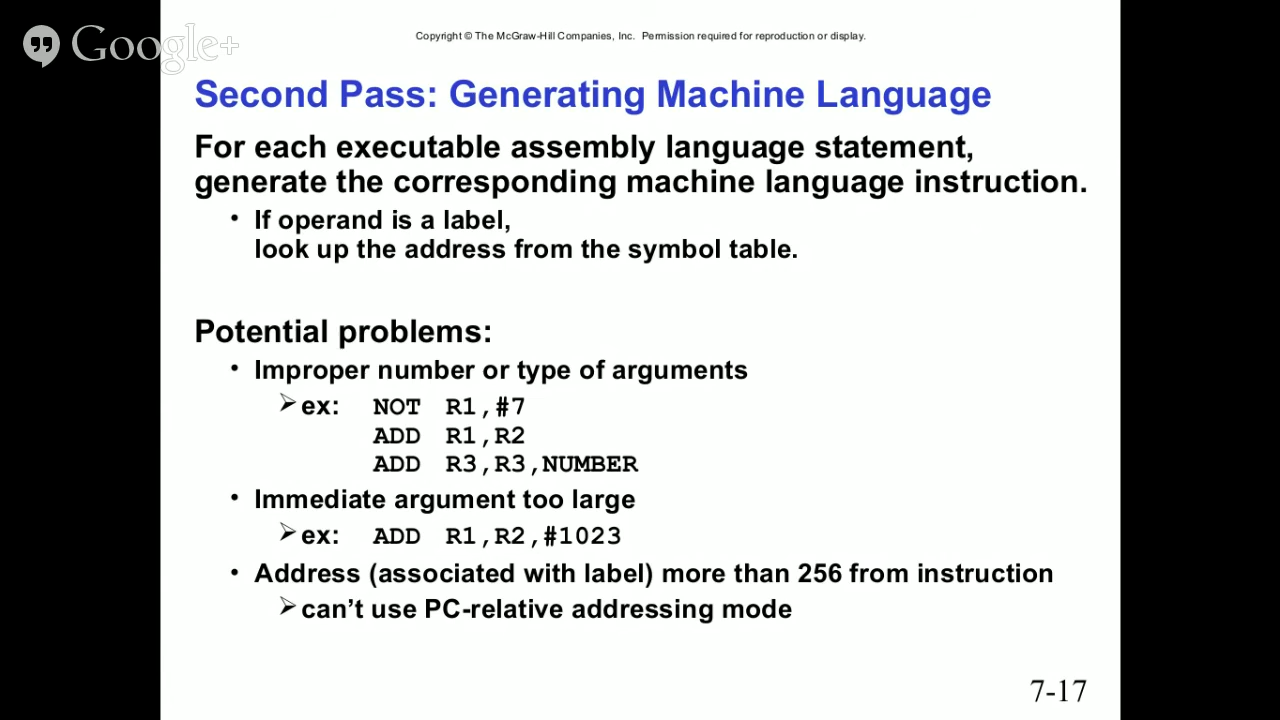 Google+
Copyright © The McGraw-Hill Companies, Inc. Permission required for reproduction or display.
Second Pass: Generating Machine Language
For each executable assembly language statement,
generate the corresponding machine language instruction.
• If operand is a label,
look up the address from the symbol table.
Potential problems:
• Improper number or type of arguments
➢ ex: NOT R1,#7
ADD R1,R2
ADD R3,R3,NUMBER
• Immediate argument too large
➢ ex: ADD R1,R2,#1023
• Address (associated with label) more than 256 from instruction
➢ can’t use PC-relative addressing mode
7-17